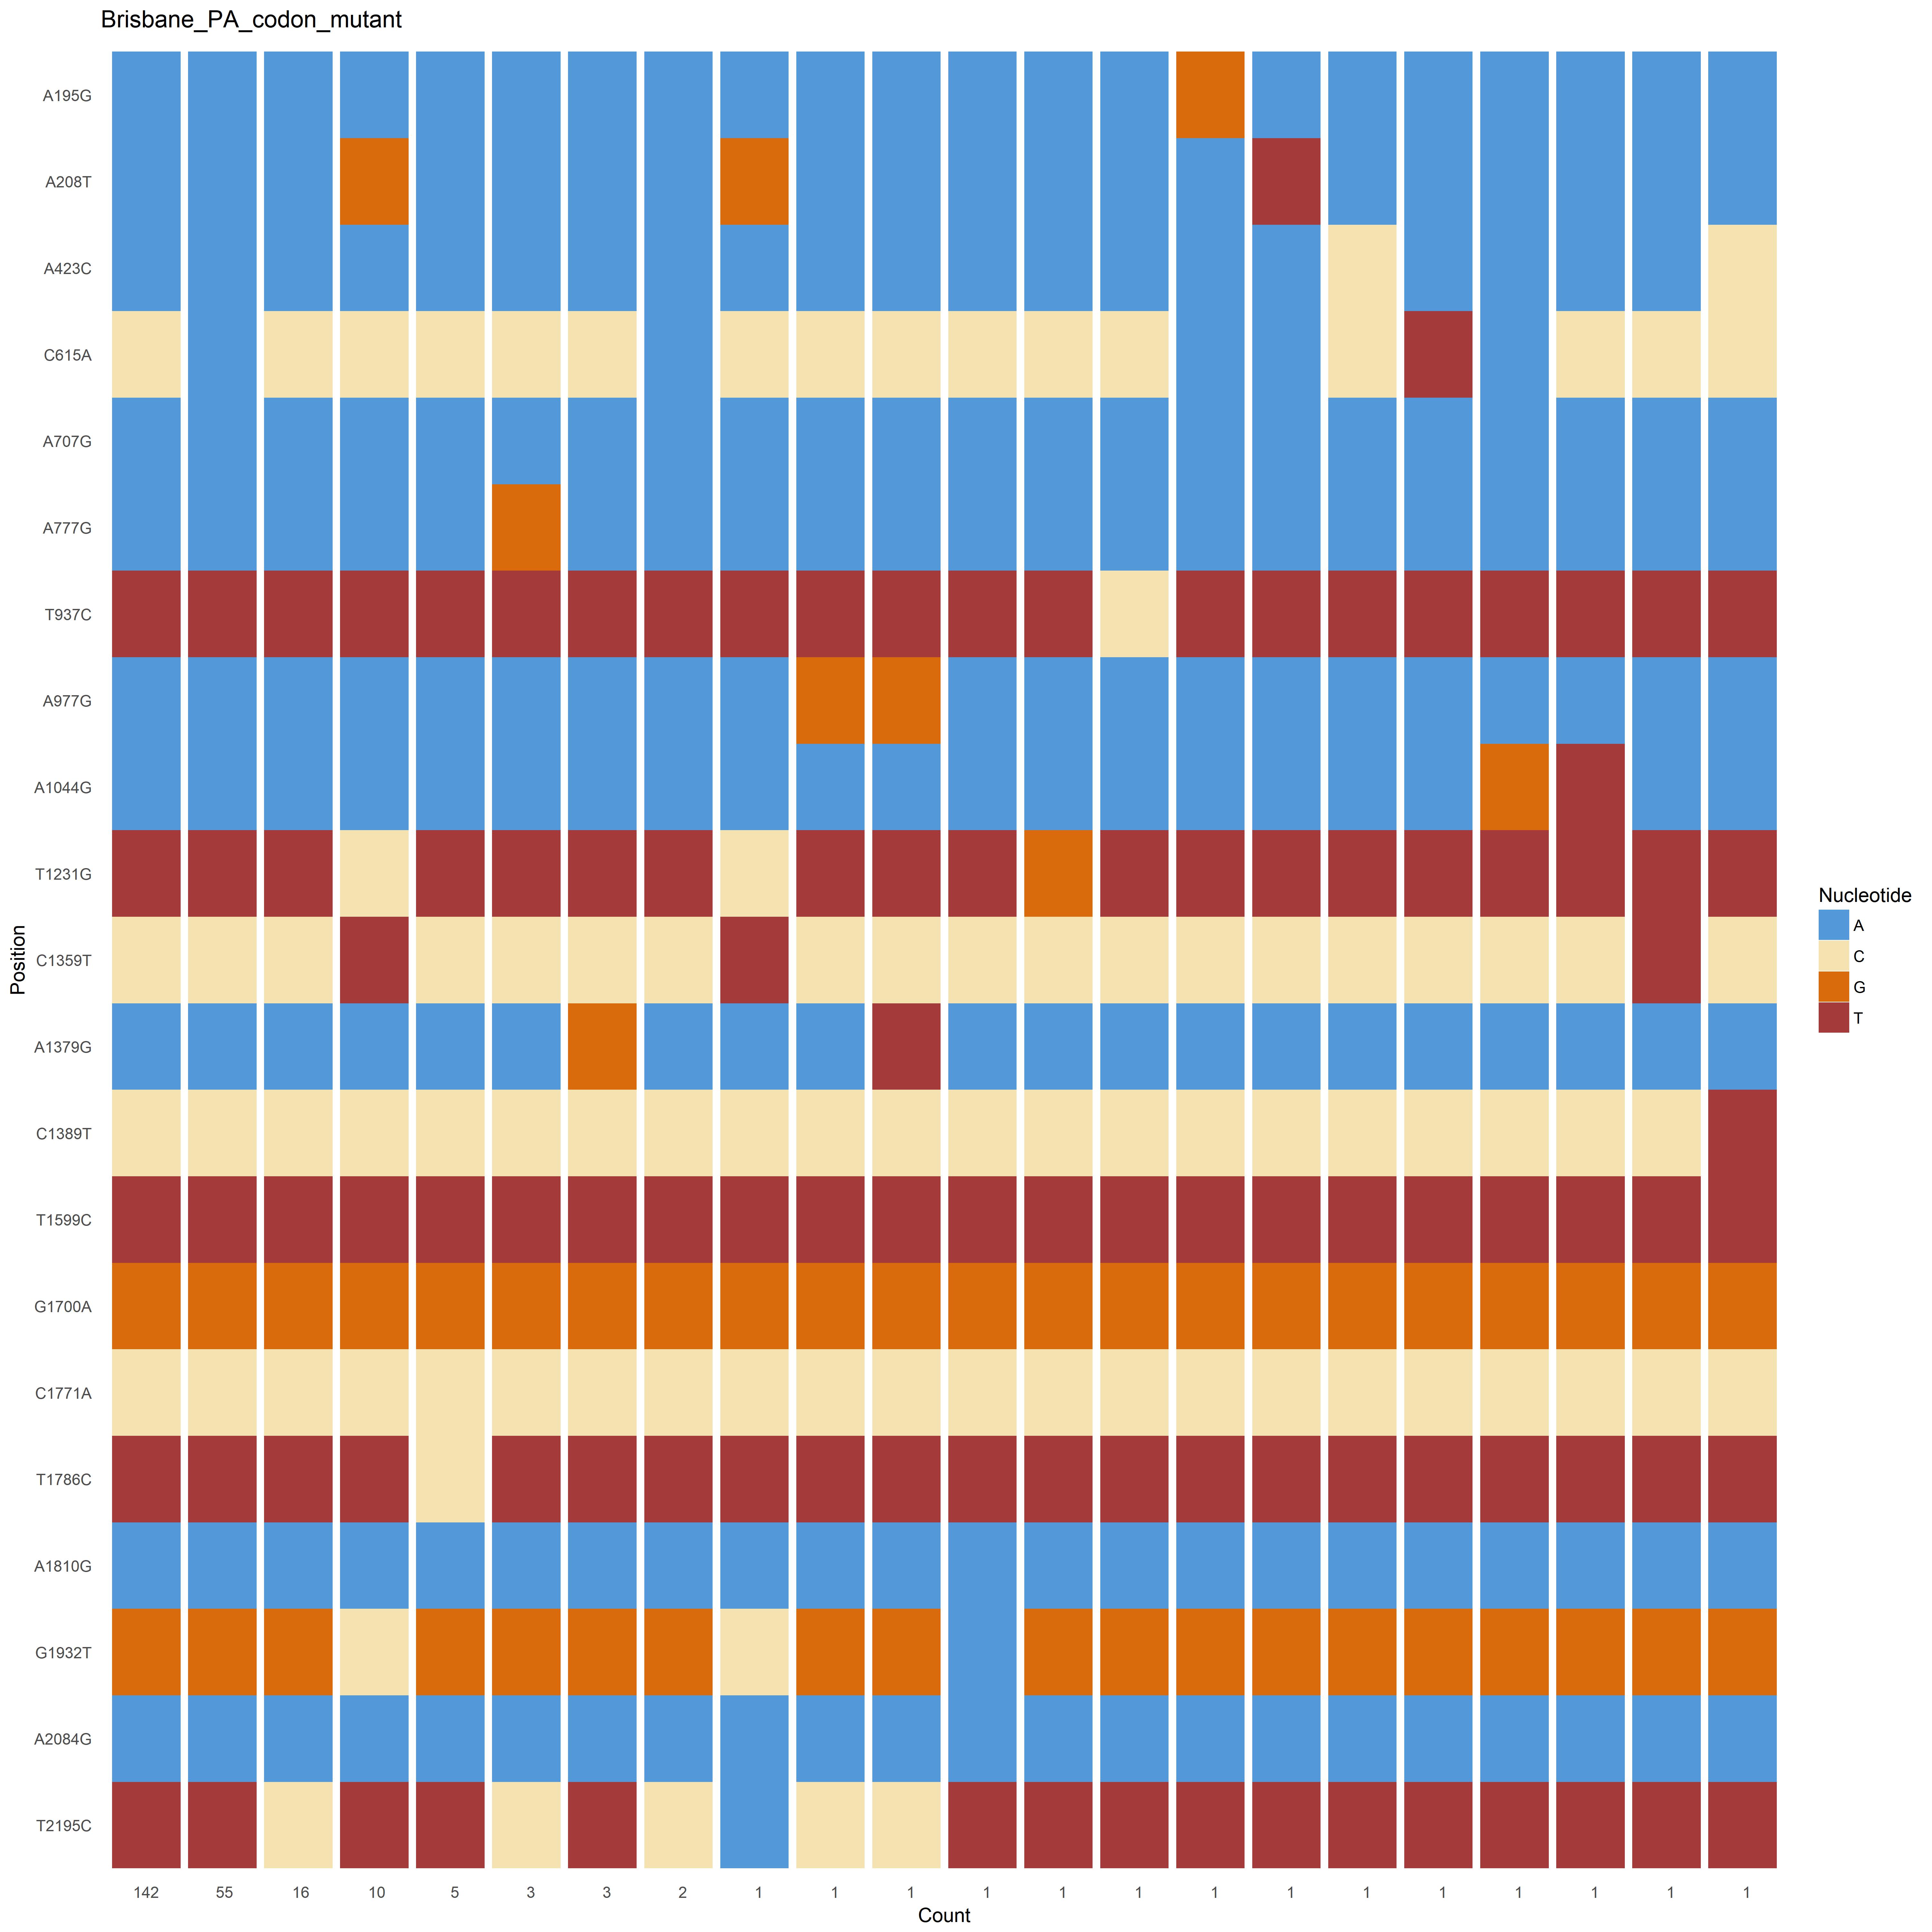 Brisbane_PA_codon_mutant
A195G
A208T
A423C
C615A
A707G
A777G
T937C
A977G
A1044G
T1231G
C1359T
A1379G
C1389T
T1599C
G1700A
C1771A
T1786C
A1810G
G1932T
A2084G
T2195C
Position
142 55 16 10 5 3 3 2 1 1 1 1 1 1 1 1 1 1 1 1 1 1
Count
Nucleotide
A
C
G
T